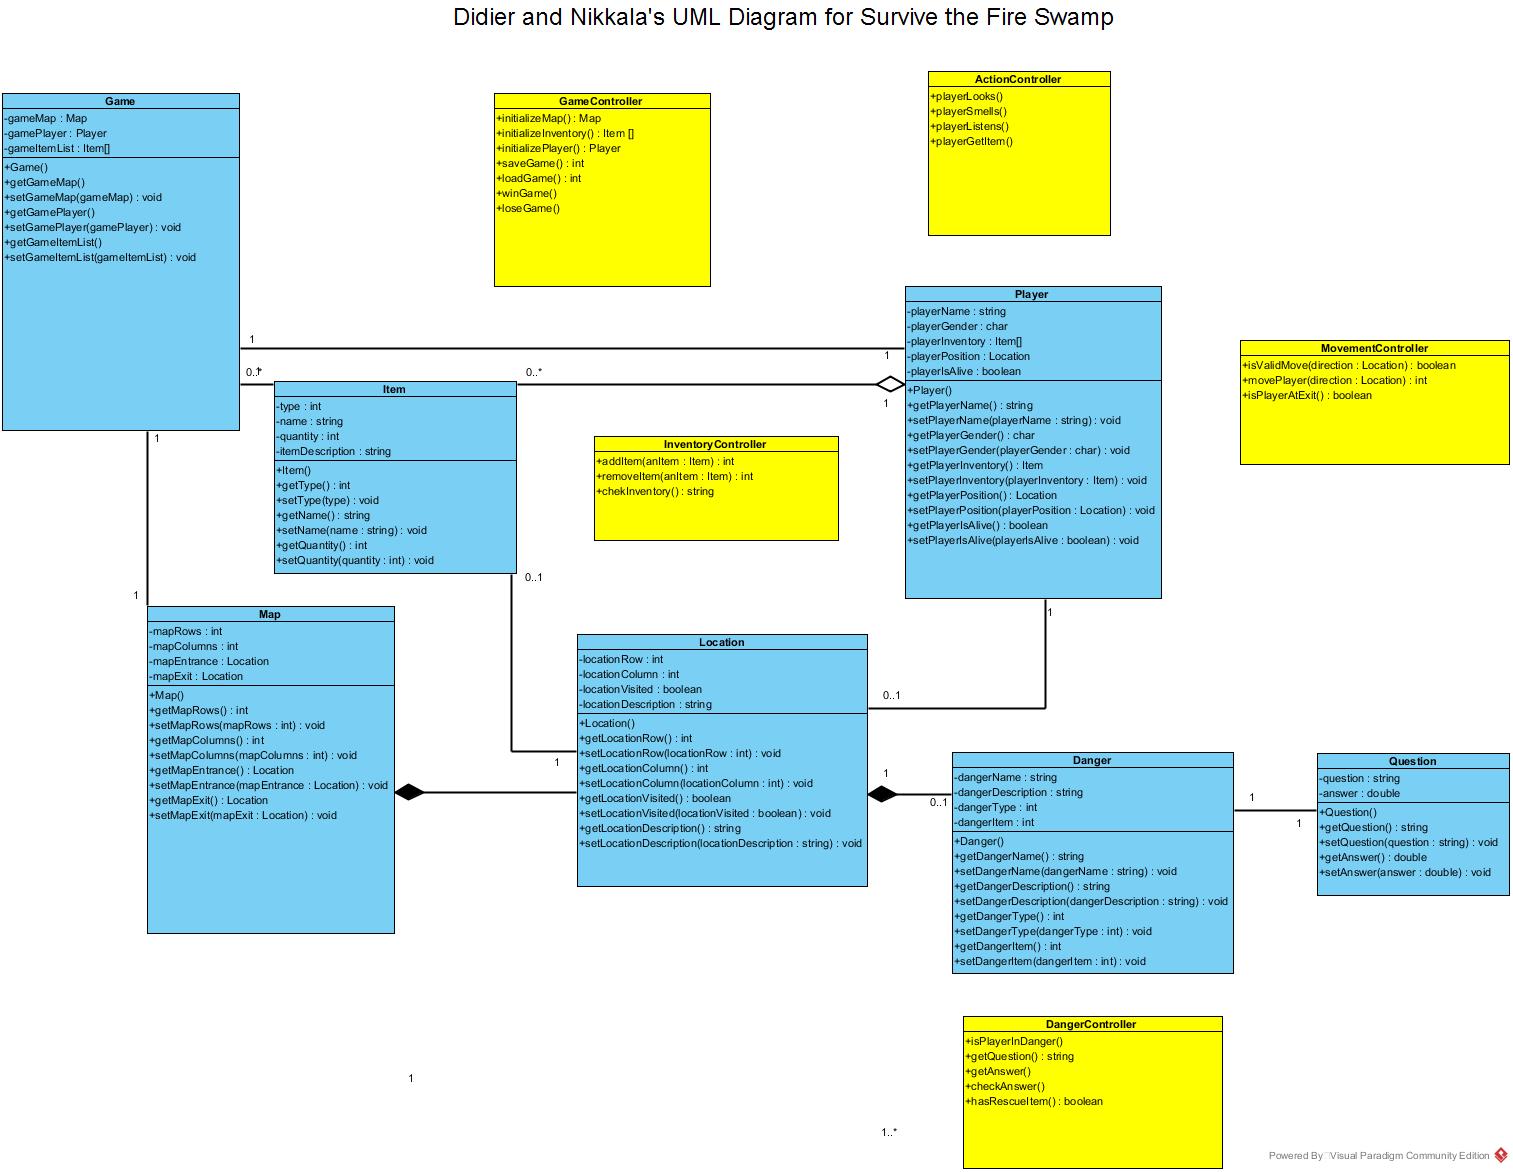 Didier and Nikkala's UML Diagram for Survive the Fire Swamp
Game
-gameMap : Map
-gamePlayer : Player
-gameItemList : Item[]
+Game()
+getGameMap()
+setGameMap(gameMap) : void
+getGamePlayer()
+setGamePlayer(gamePlayer) : void
+getGameItemList()
+setGameItemList(gameItemList) : void
GameController
+initializeMap() : Map
+initializeInventory() : Item []
+initializePlayer() : Player
+saveGame() : int
+loadGame() : int
+winGame()
+loseGame()
ActionController
+playerLooks()
+playerSmells()
+playerListens()
+playerGetItem()
Player
-playerName : string
-playerGender : char
-playerInventory : Item[]
-playerPosition : Location
-playerIsAlive : boolean
+Player()
+getPlayerName() : string
+setPlayerName(playerName : string) : void
+getPlayerGender() : char
+setPlayerGender(playerGender : char) : void
+getPlayerInventory() : Item
+setPlayerInventory(playerInventory : Item) : void
+getPlayerPosition() : Location
+setPlayerPosition(playerPosition : Location) : void
+getPlayerIsAlive() : boolean
+setPlayerIsAlive(playerIsAlive : boolean) : void
MovementController
+isValidMove(direction : Location) : boolean
+movePlayer(direction : Location) : int
+isPlayerAtExit() : boolean
1
1
0..*
0..*
1
Item
-type : int
-name : string
-quantity : int
-itemDescription : string
+Item()
+getType() : int
+setType(type) : void
+getName() : string
+setName(name : string) : void
+getQuantity() : int
+setQuantity(quantity : int) : void
InventoryController
+addItem(anItem : Item) : int
+removeItem(anItem : Item) : int
+chekInventory() : string
1
1
0..1
1
1
0..1
Map
-mapRows : int
-mapColumns : int
-mapEntrance : Location
-mapExit : Location
+Map()
+getMapRows() : int
+setMapRows(mapRows : int) : void
+getMapColumns() : int
+setMapColumns(mapColumns : int) : void
+getMapEntrance() : Location
+setMapEntrance(mapEntrance : Location) : void
+getMapExit() : Location
+setMapExit(mapExit : Location) : void
Location
-locationRow : int
-locationColumn : int
-locationVisited : boolean
-locationDescription : string
+Location()
+getLocationRow() : int
+setLocationRow(locationRow : int) : void
+getLocationColumn() : int
+setLocationColumn(locationColumn : int) : void
+getLocationVisited() : boolean
+setLocationVisited(locationVisited : boolean) : void
+getLocationDescription() : string
+setLocationDescription(locationDescription : string) : void
1
0..1
Danger
-dangerName : string
-dangerDescription : string
-dangerType : int
-dangerItem : int
+Danger()
+getDangerName() : string
+setDangerName(dangerName : string) : void
+getDangerDescription() : string
+setDangerDescription(dangerDescription : string) : void
+getDangerType() : int
+setDangerType(dangerType : int) : void
+getDangerItem() : int
+setDangerItem(dangerItem : int) : void
1
1
Question
-question : string
-answer : double
+Question()
+getQuestion() : string
+setQuestion(question : string) : void
+getAnswer() : double
+setAnswer(answer : double) : void
DangerController
+isPlayerInDanger()
+getQuestion() : string
+getAnswer()
+checkAnswer()
+hasRescueItem() : boolean
1
1..*
Powered By Visual Paradigm Community Edition